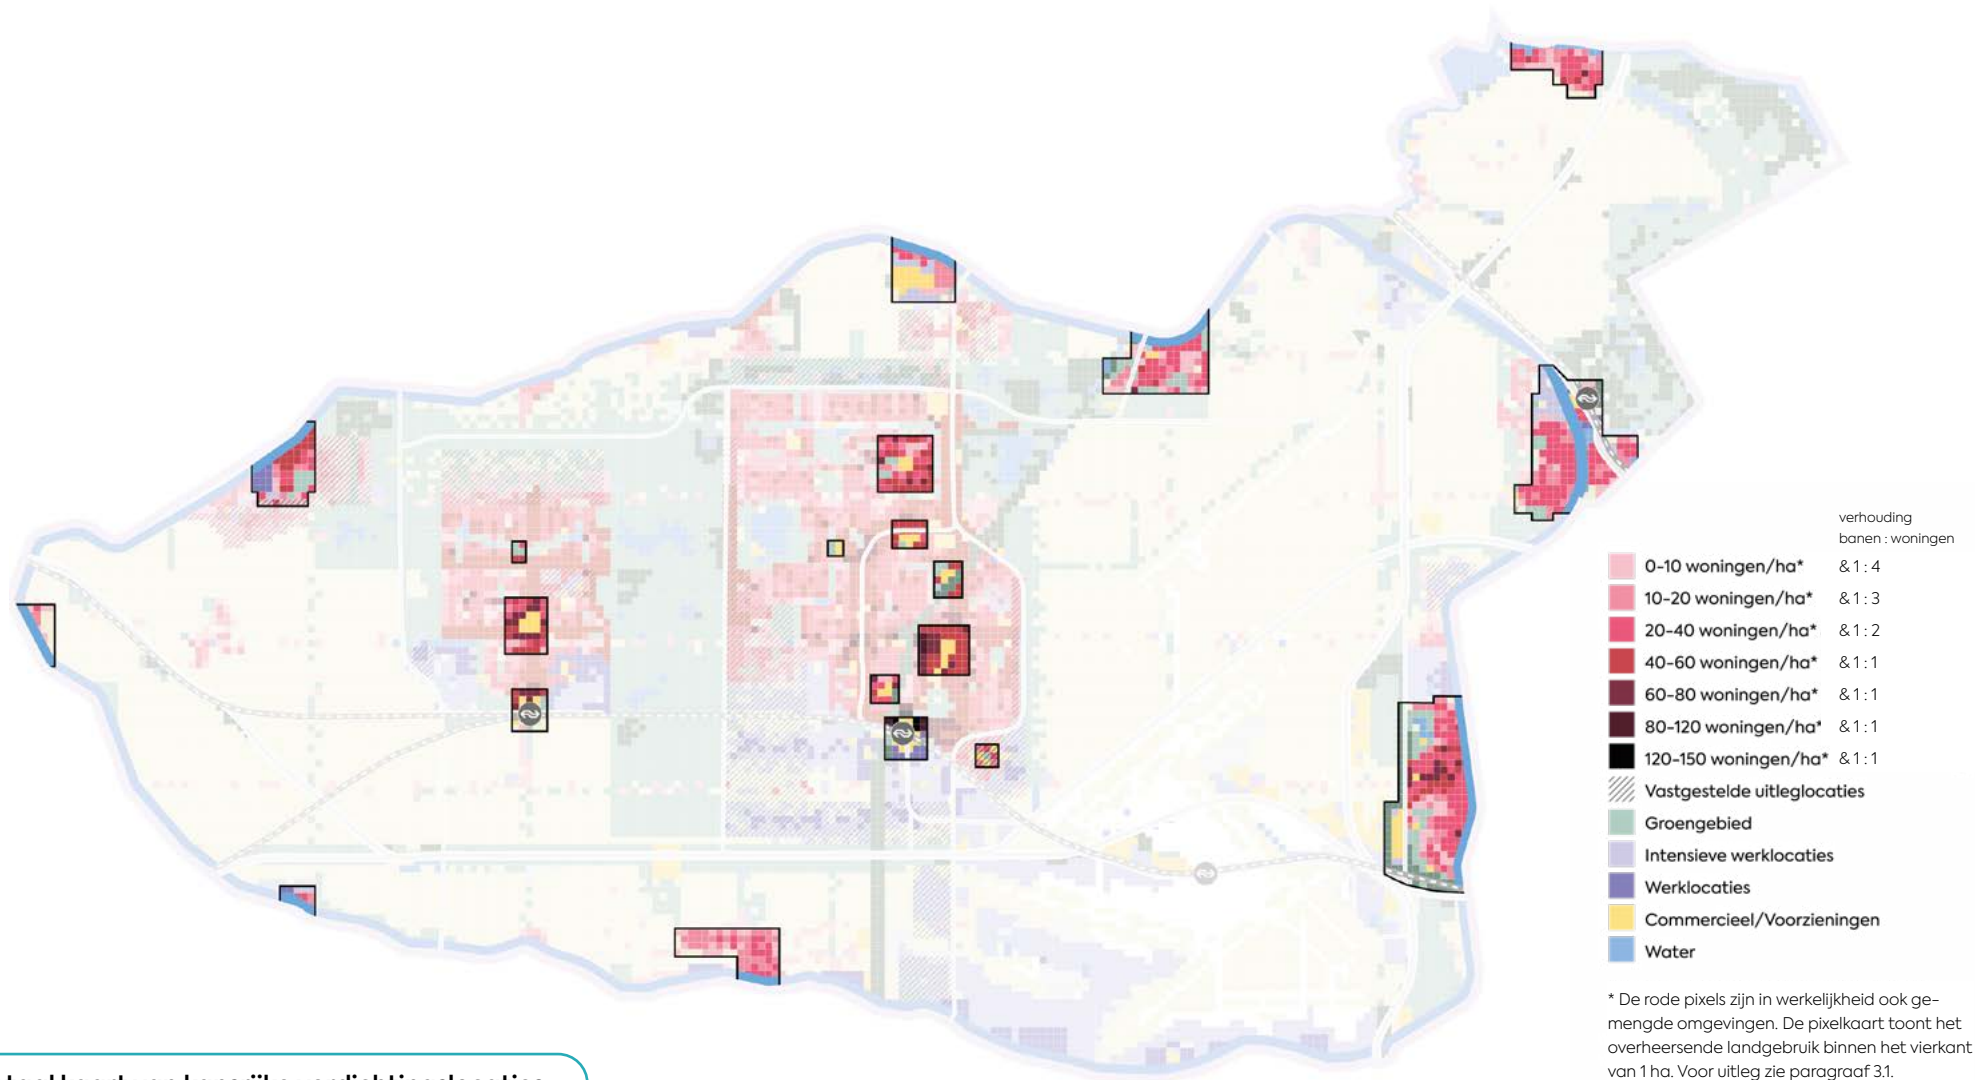 verhouding
banen : woningen
0-10 woningen/ha* & 1 : 4
10-20 woningen/ha* & 1 : 3
20-40 woningen/ha* & 1 : 2
40-60 woningen/ha* & 1 : 1
60-80 woningen/ha* & 1 : 1
80-120 woningen/ha* & 1 : 1
120-150 woningen/ha* & 1 : 1
Vastgestelde uitleglocaties
Groengebied
Intensieve werklocaties
Werklocaties
Commercieel/Voorzieningen
Water
* De rode pixels zijn in werkelijkheid ook ge-
mengde omgevingen. De pixelkaart toont het
overheersende landgebruik binnen het vierkant
van 1 ha. Voor uitleg zie paragraaf 3.1.